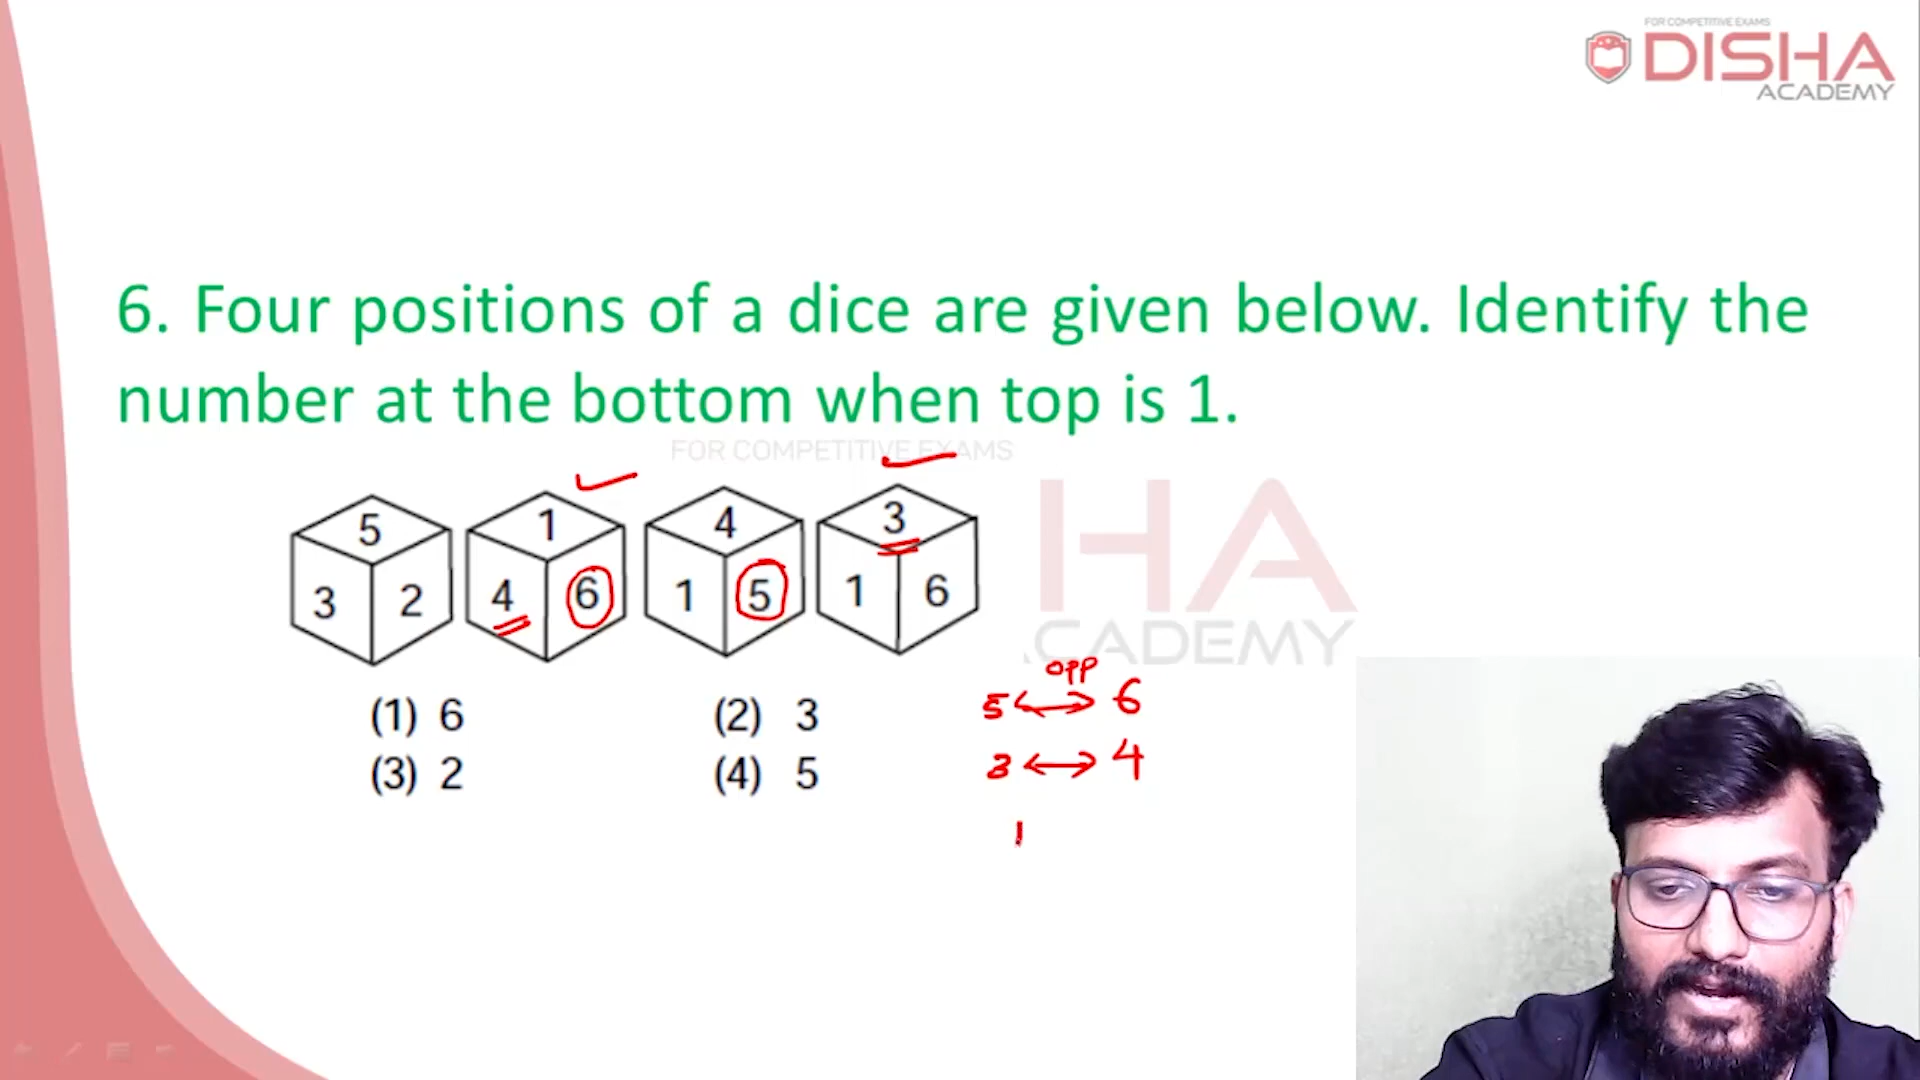 FOR COMPETITIVE EXAMS
DISHA
ACADEMY
6. Four positions of a dice are given below. Identify the
number at the bottom when top is 1.
FOR COMPETITIVE EXAMS
5 1 4 3
3 2 4 6 1 5 1 6
HA
CADEMY
opp
5 ↔ 6
(1) 6 (2) 3
3 ↔ 4
(3) 2 (4) 5
1